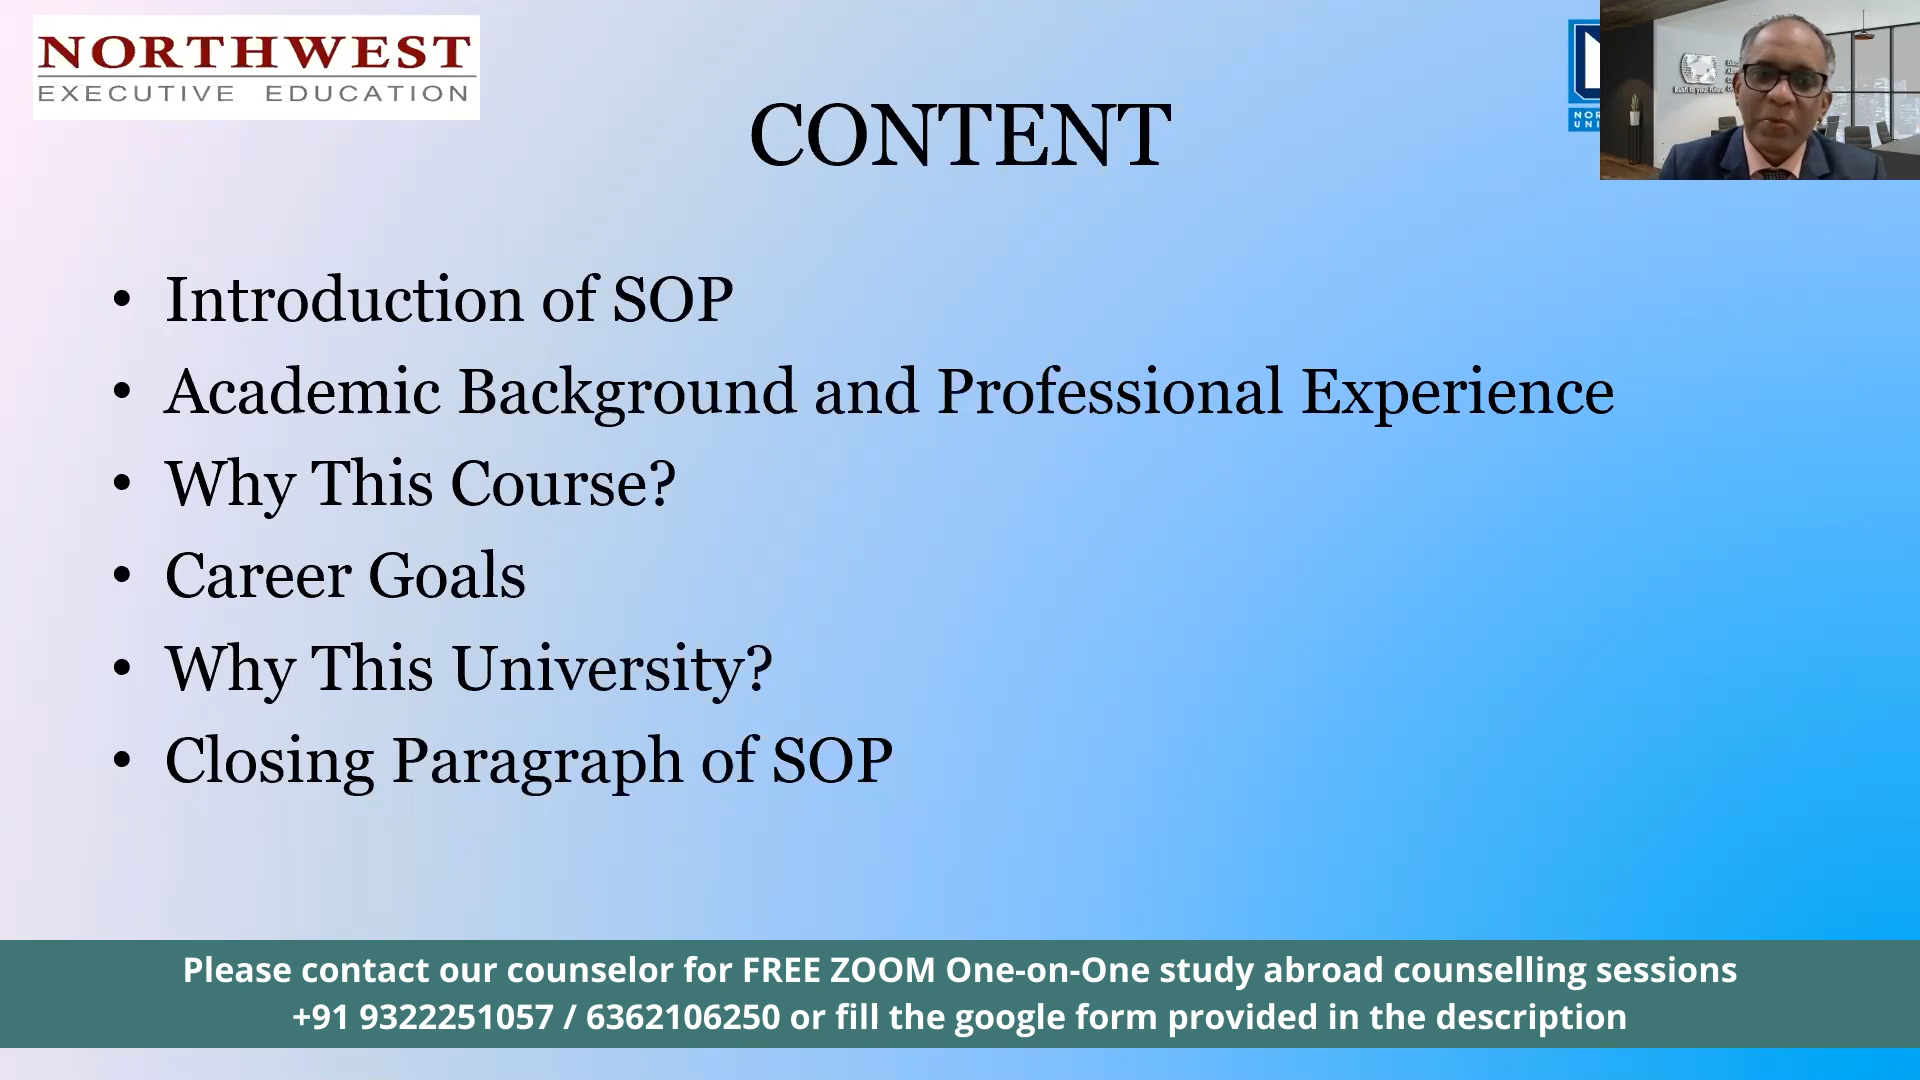 NORTHWEST
EXECUTIVE EDUCATION
CONTENT
• Introduction of SOP
• Academic Background and Professional Experience
• Why This Course?
• Career Goals
• Why This University?
• Closing Paragraph of SOP
Please contact our counselor for FREE ZOOM One-on-One study abroad counselling sessions
+91 9322251057 / 6362106250 or fill the google form provided in the description